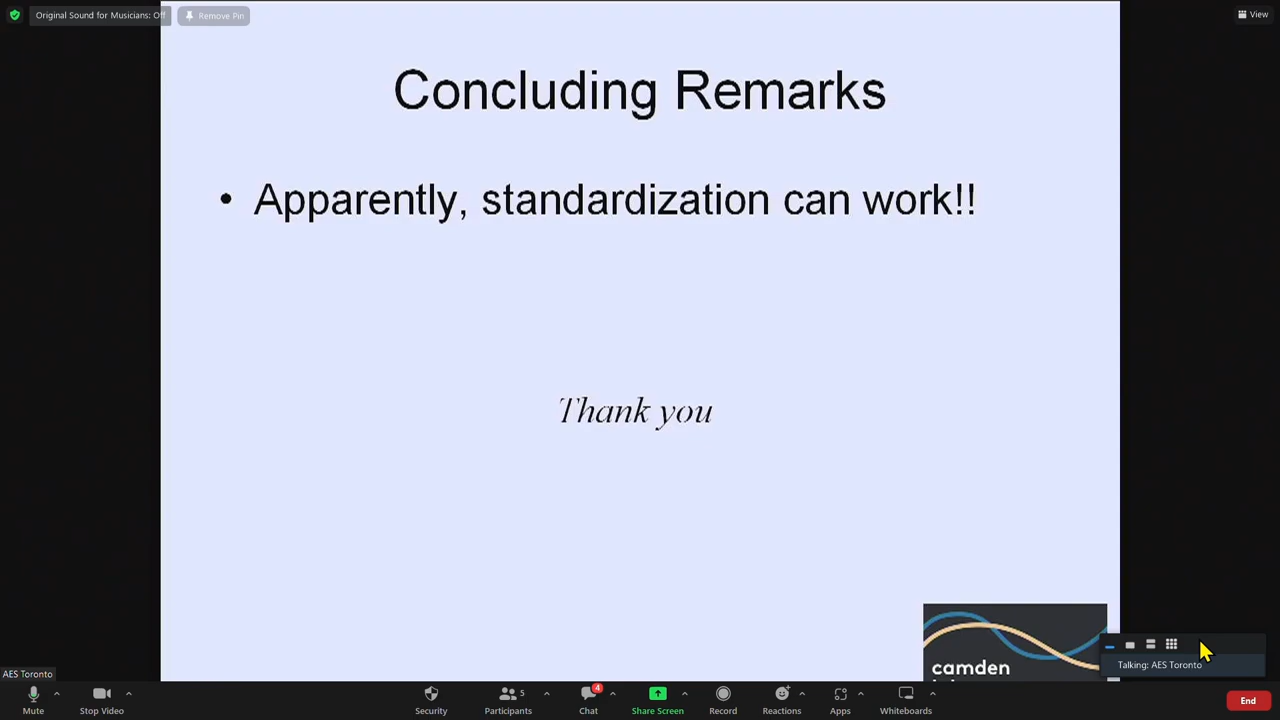 Original Sound for Musicians: Off
Remove Pin
View
Concluding Remarks
• Apparently, standardization can work!!
Thank you
camden
Talking: AES Toronto
AES Toronto
Mute
Stop Video
Security
Participants
5
Chat
4
Share Screen
Record
Reactions
Apps
Whiteboards
End